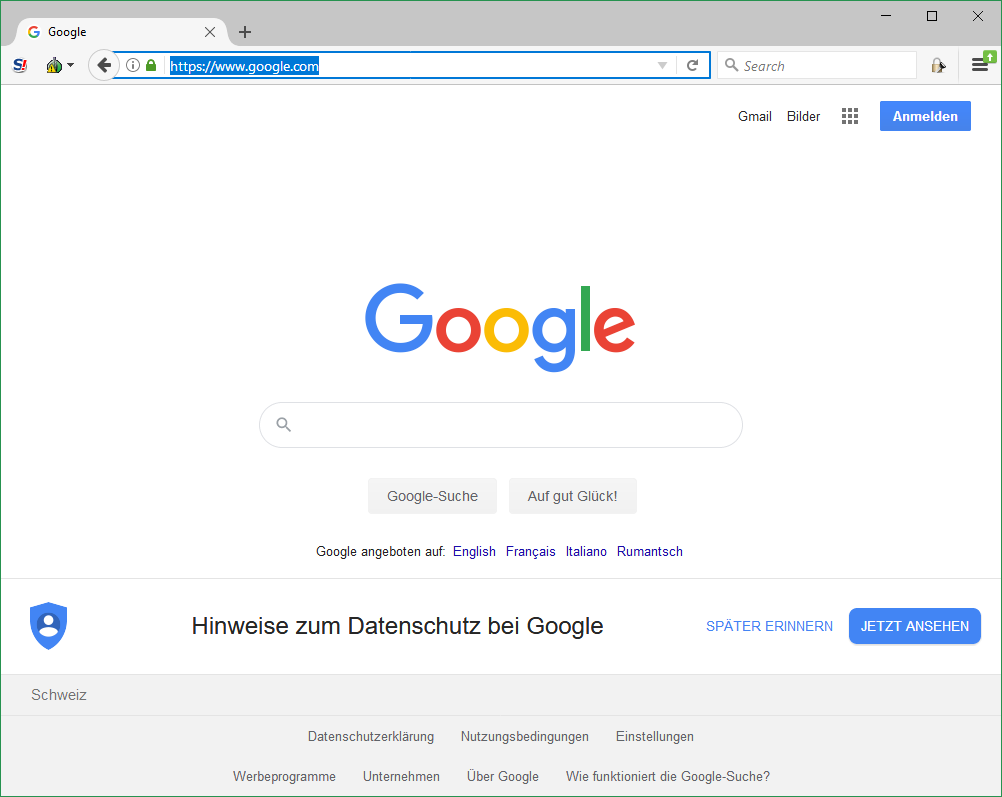 Google
S!
https://www.google.com
Search
Gmail Bilder Anmelden
Google
Google-Suche Auf gut Glück!
Google angeboten auf: English Français Italiano Rumantsch
Hinweise zum Datenschutz bei Google SPÄTER ERINNERN JETZT ANSEHEN
Schweiz
Datenschutzerklärung Nutzungsbedingungen Einstellungen
Werbeprogramme Unternehmen Über Google Wie funktioniert die Google-Suche?